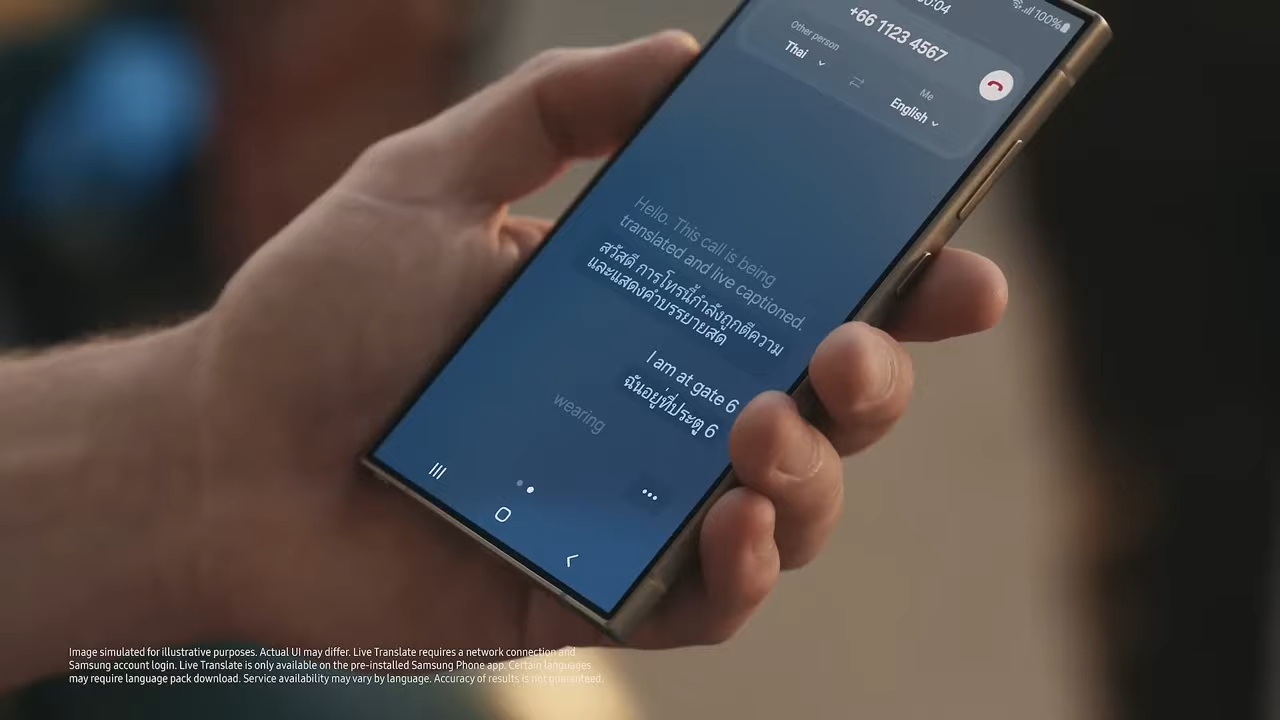 100%
+66 1123 4567
Other person
Thai
Me
English
Hello. This call is being
translated and live captioned.
สวัสดี การโทรนี้กำลังถูกตีความ
และแสดงคำบรรยายสด
I am at gate 6
ฉันอยู่ที่ประตู 6
wearing
Image simulated for illustrative purposes. Actual UI may differ. Live Translate requires a network connection and
Samsung account login. Live Translate is only available on the pre-installed Samsung Phone app. Certain languages
may require language pack download. Service availability may vary by language. Accuracy of results is not guaranteed.